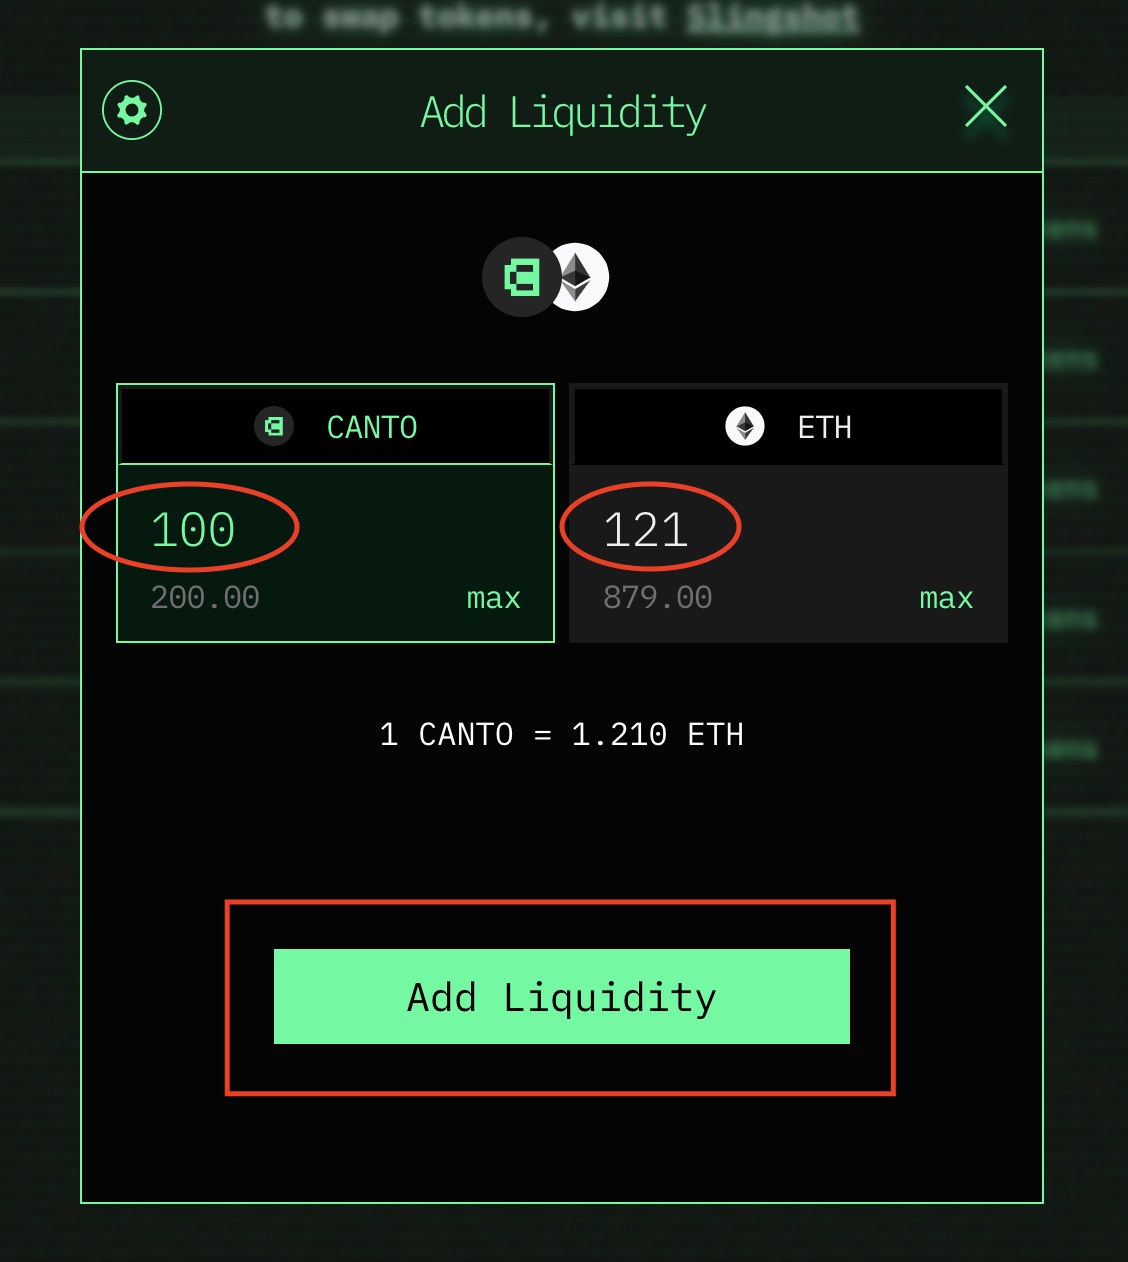 to swap tokens, visit Slingshot
Add Liquidity
CANTO
ETH
100
121
200.00
max
879.00
max
1 CANTO = 1.210 ETH
Add Liquidity